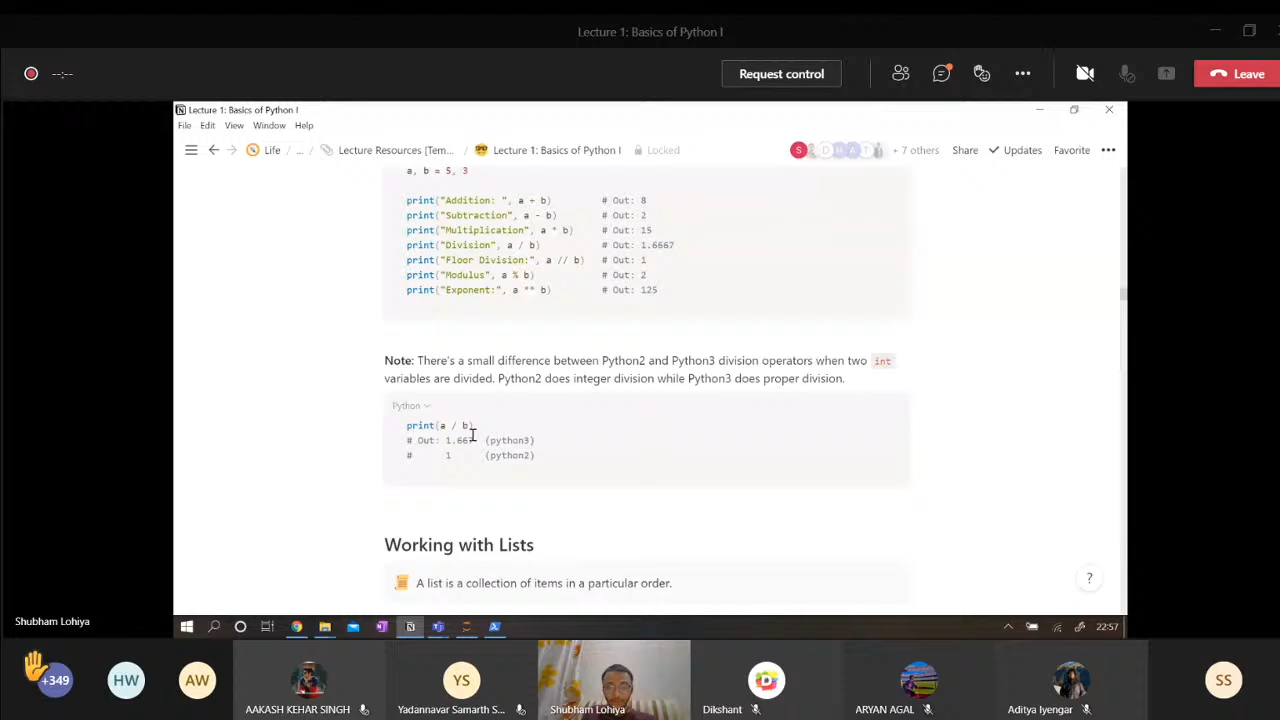 Lecture 1: Basics of Python I
--:--
Request control
Leave
Lecture 1: Basics of Python I
File Edit View Window Help
Life / ... / Lecture Resources [Tem... / Lecture 1: Basics of Python I Locked
S D H A T + 7 others Share Updates Favorite
a, b = 5, 3
print("Addition: ", a + b) # Out: 8
print("Subtraction", a - b) # Out: 2
print("Multiplication", a * b) # Out: 15
print("Division", a / b) # Out: 1.6667
print("Floor Division:", a // b) # Out: 1
print("Modulus", a % b) # Out: 2
print("Exponent:", a ** b) # Out: 125
Note: There's a small difference between Python2 and Python3 division operators when two int
variables are divided. Python2 does integer division while Python3 does proper division.
Python
print(a / b)
# Out: 1.667 (python3)
# 1 (python2)
Working with Lists
A list is a collection of items in a particular order.
?
Shubham Lohiya
22:57
+349
HW
AW
AAKASH KEHAR SINGH
YS
Yadannavar Samarth S...
Shubham Lohiya
Dikshant
ARYAN AGAL
Aditya Iyengar
SS